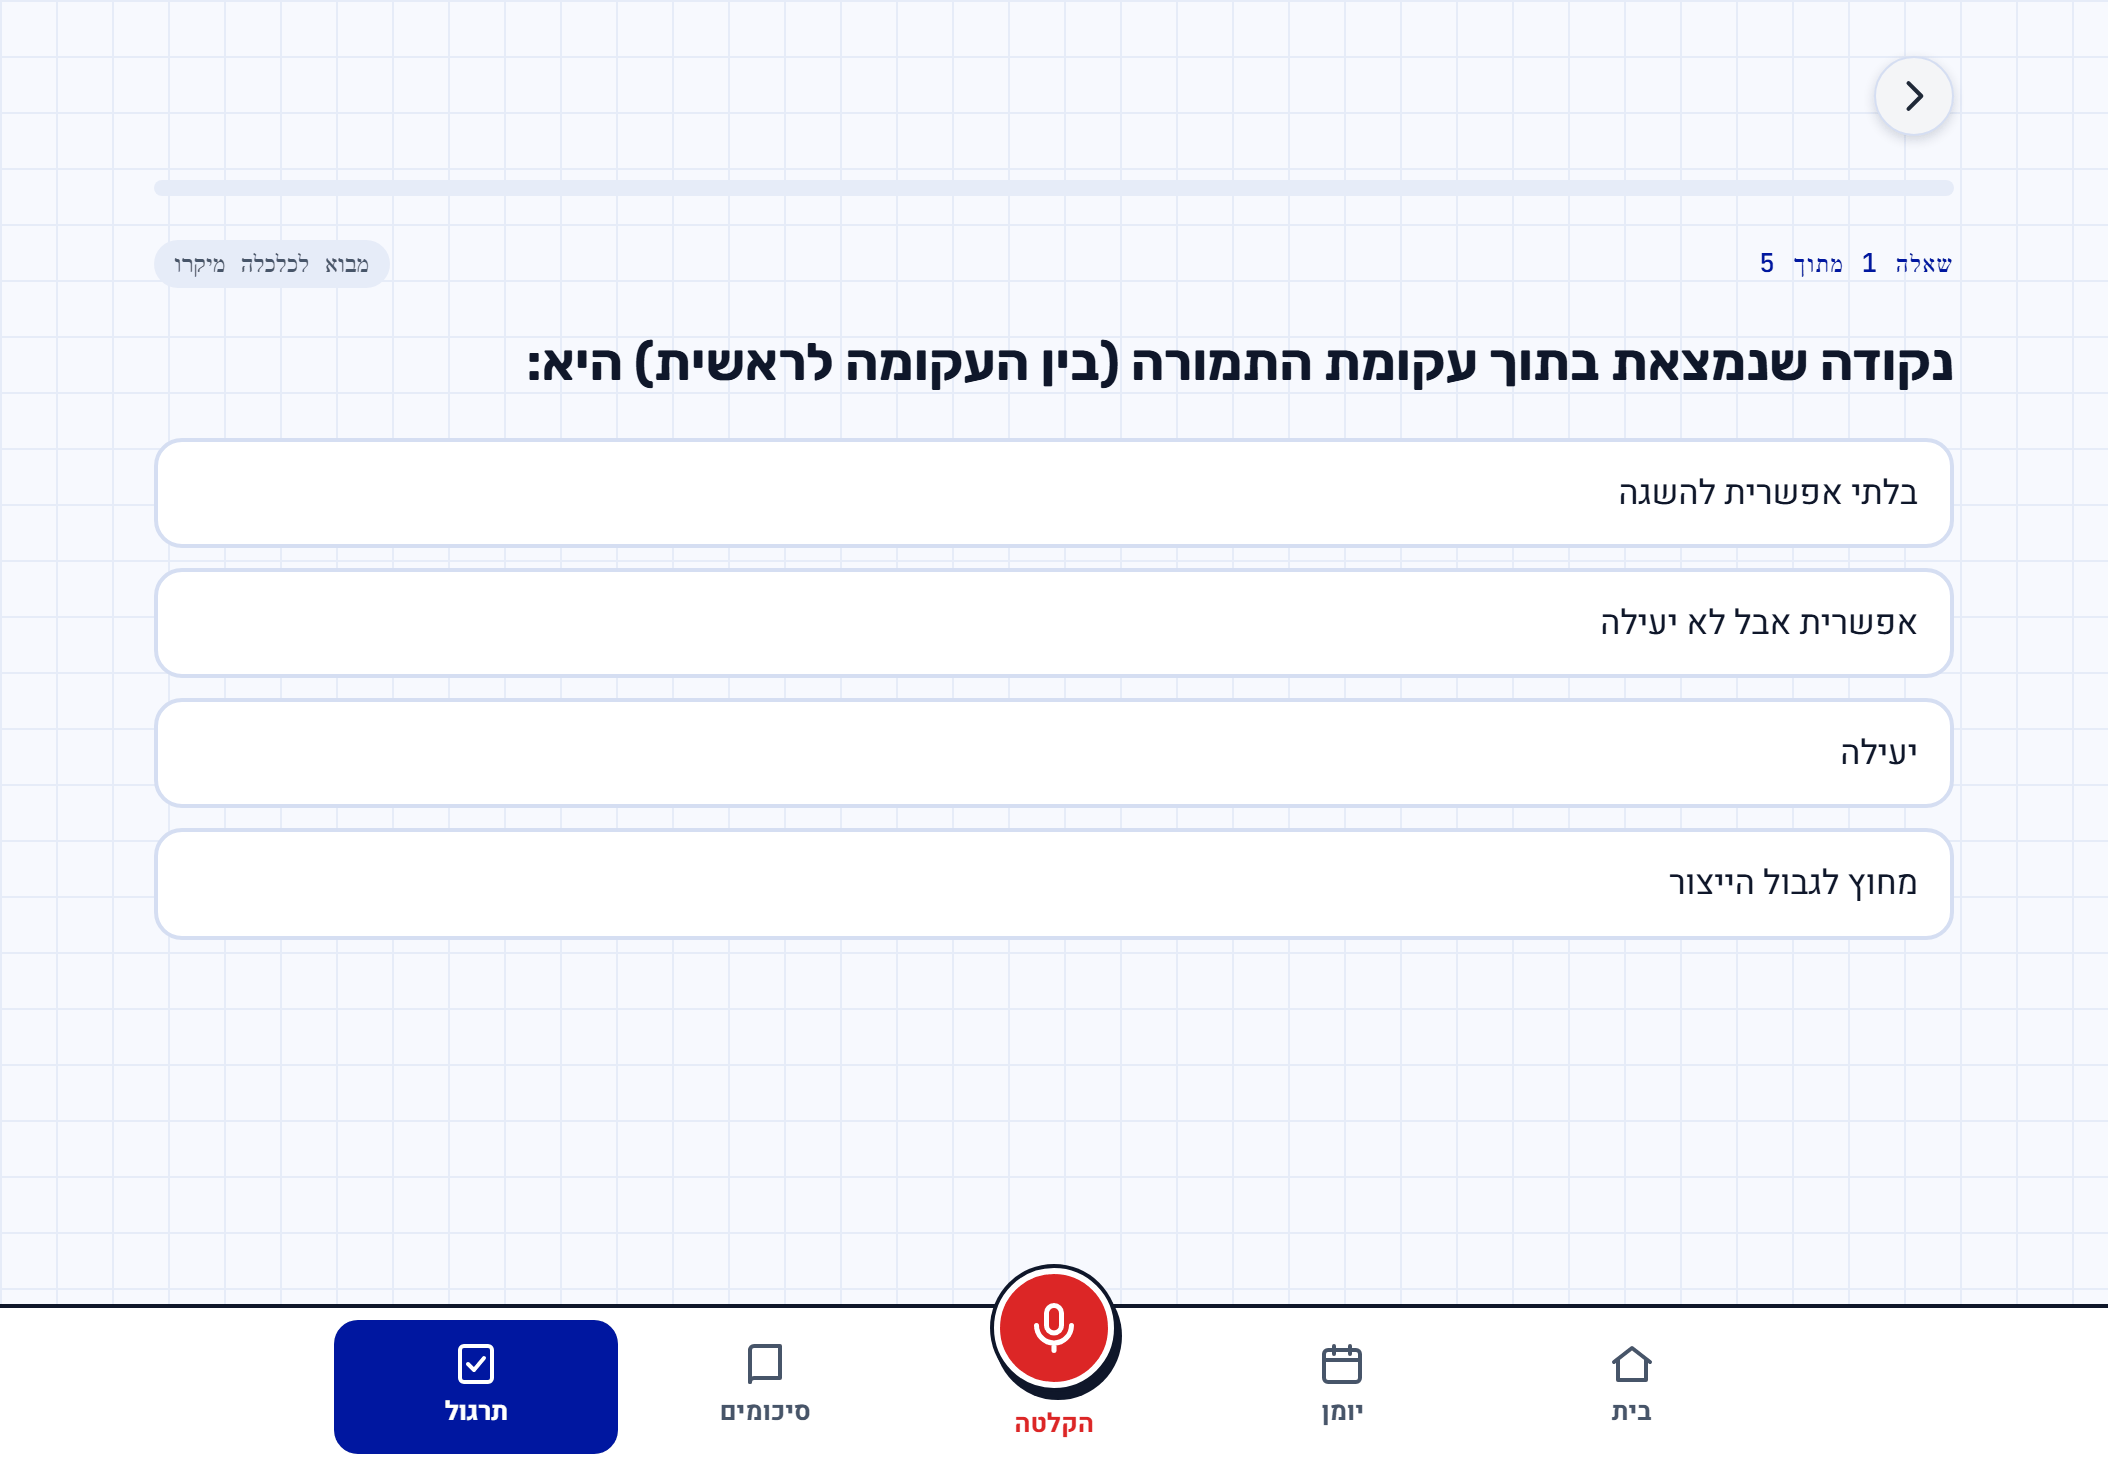 שאלה 1 מתוך 5
מבוא לכלכלה מיקרו
נקודה שנמצאת בתוך עקומת התמורה (בין העקומה לראשית) היא:
בלתי אפשרית להשגה
אפשרית אבל לא יעילה
יעילה
מחוץ לגבול הייצור
בית
יומן
הקלטה
סיכומים
תרגול